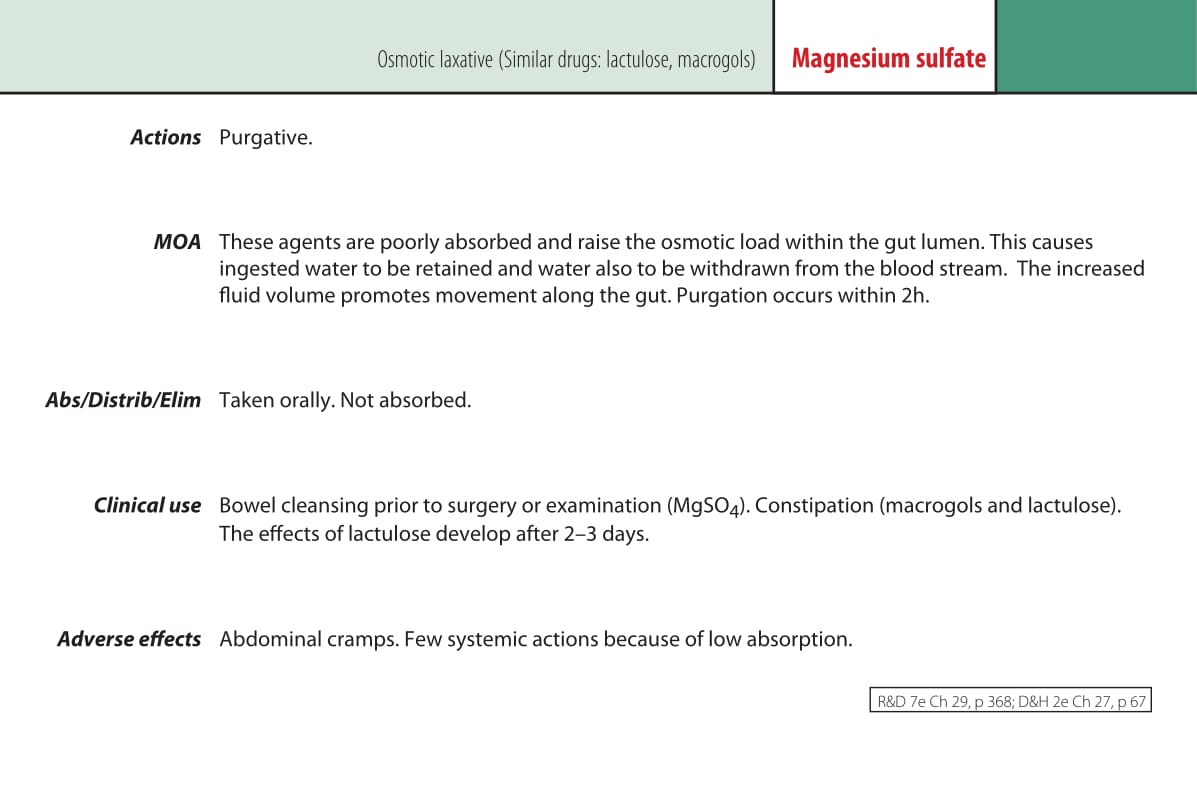 Osmotic laxative (Similar drugs: lactulose, macrogols) Magnesium sulfate
Actions Purgative.
MOA These agents are poorly absorbed and raise the osmotic load within the gut lumen. This causes
ingested water to be retained and water also to be withdrawn from the blood stream. The increased
fluid volume promotes movement along the gut. Purgation occurs within 2h.
Abs/Distrib/Elim Taken orally. Not absorbed.
Clinical use Bowel cleansing prior to surgery or examination (MgSO4). Constipation (macrogols and lactulose).
The effects of lactulose develop after 2–3 days.
Adverse effects Abdominal cramps. Few systemic actions because of low absorption.
R&D 7e Ch 29, p 368; D&H 2e Ch 27, p 67